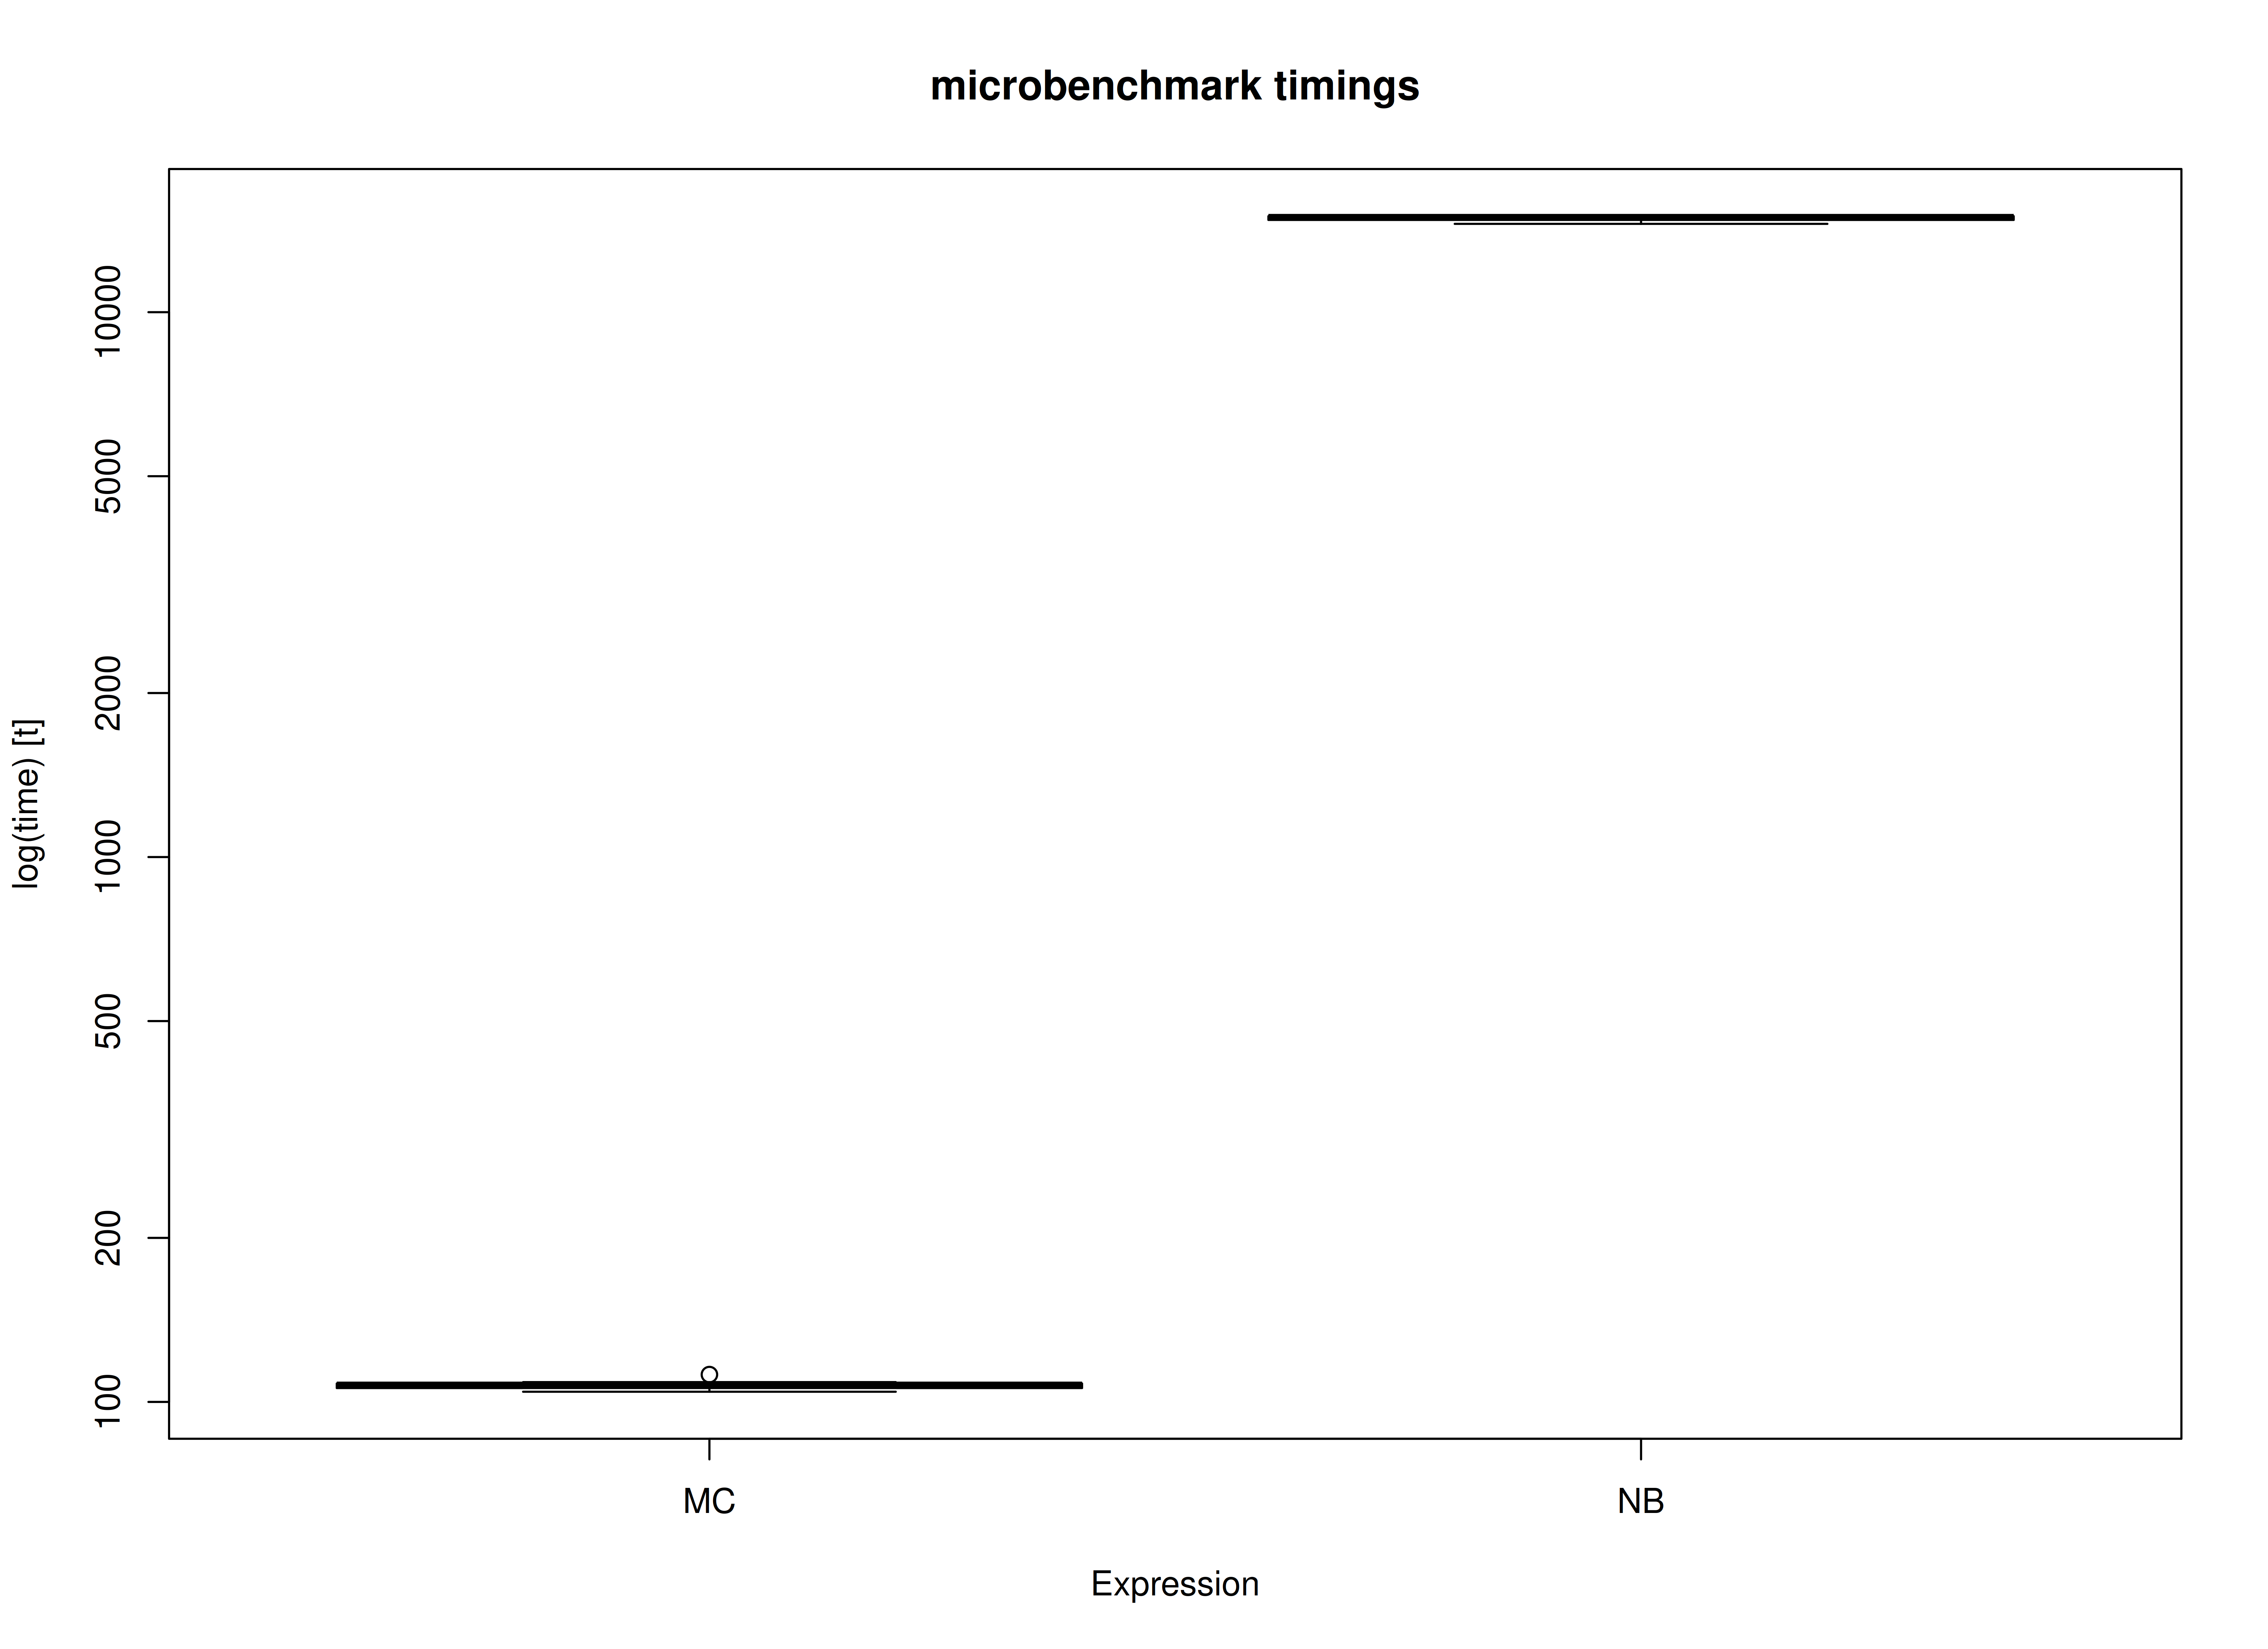 microbenchmark timings
log(time) [t]
10000
5000
2000
1000
500
200
100
MC
NB
Expression